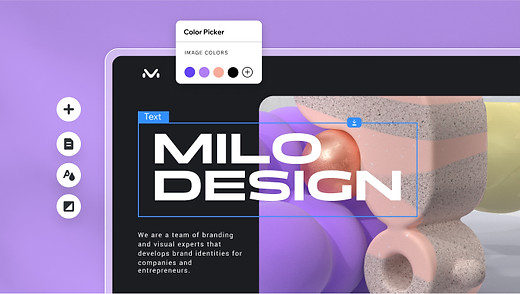 Color Picker
IMAGE COLORS
Text
MILO
DESIGN
We are a team of branding
and visual experts that
develops brand identities for
companies and
entrepreneurs.